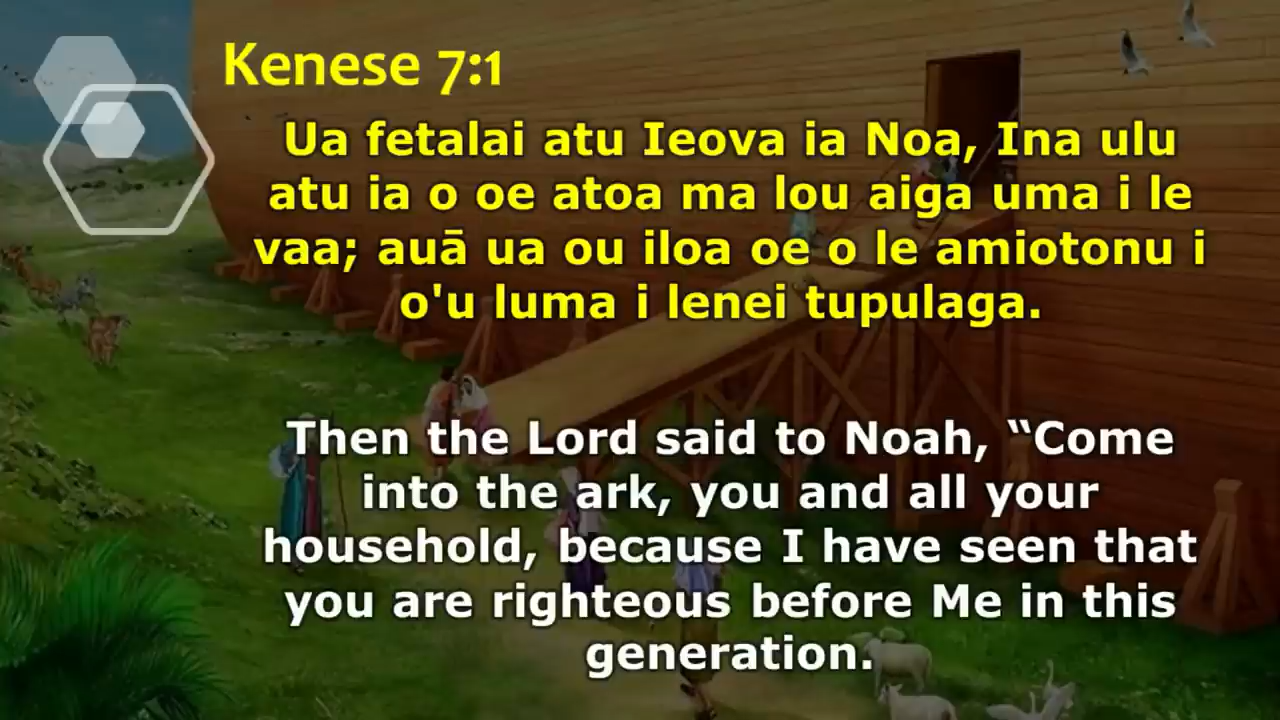 Kenese 7:1
Ua fetalai atu Ieova ia Noa, Ina ulu
atu ia o oe atoa ma lou aiga uma i le
vaa; auā ua ou iloa oe o le amiotonu i
o'u luma i lenei tupulaga.
Then the Lord said to Noah, “Come
into the ark, you and all your
household, because I have seen that
you are righteous before Me in this
generation.